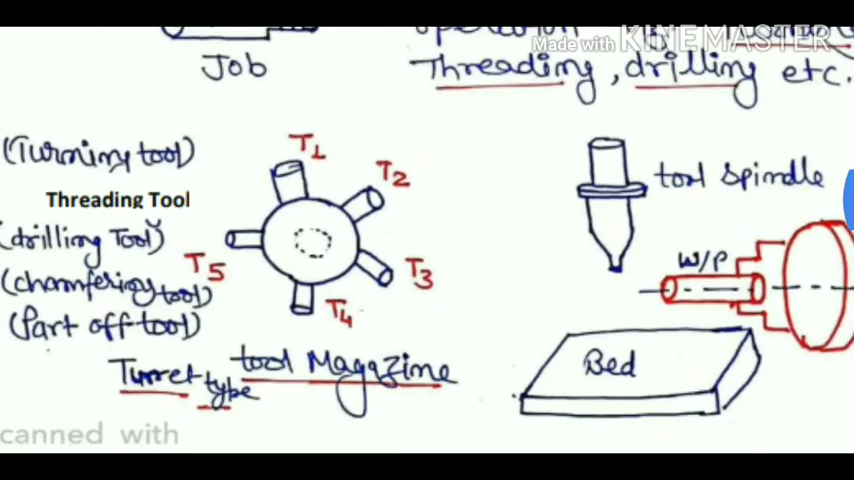 operation
Made with KINEMASTER
Job
Threading, drilling etc.
(Turning tool)
T1
T2
Threading Tool
tool spindle
(drilling Tool)
T5
T3
W/P
(chamfering tool)
T4
(Part off tool)
Turret type tool Magazine
Bed
canned with